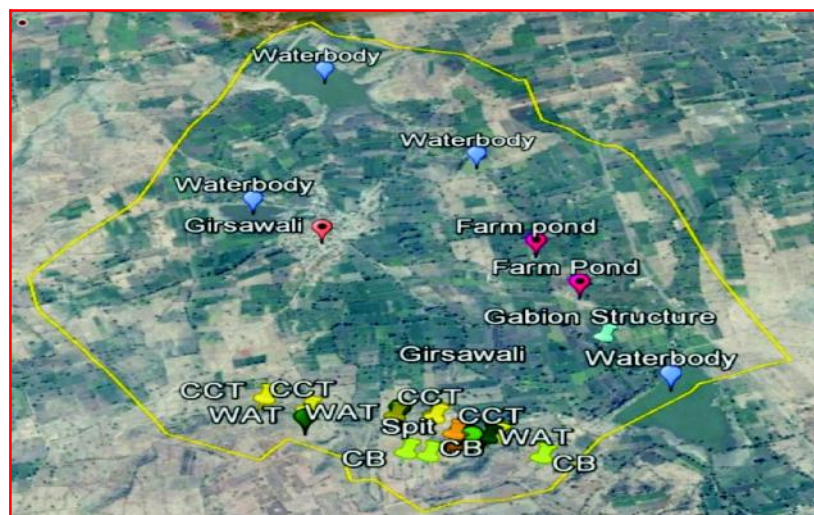 Waterbody
Waterbody
Waterbody
Girsawali
Farm pond
Farm Pond
Gabion Structure
Girsawali
Waterbody
CCT CCT
WAT WAT CCT
Spit CCT
WAT
CB CB CB